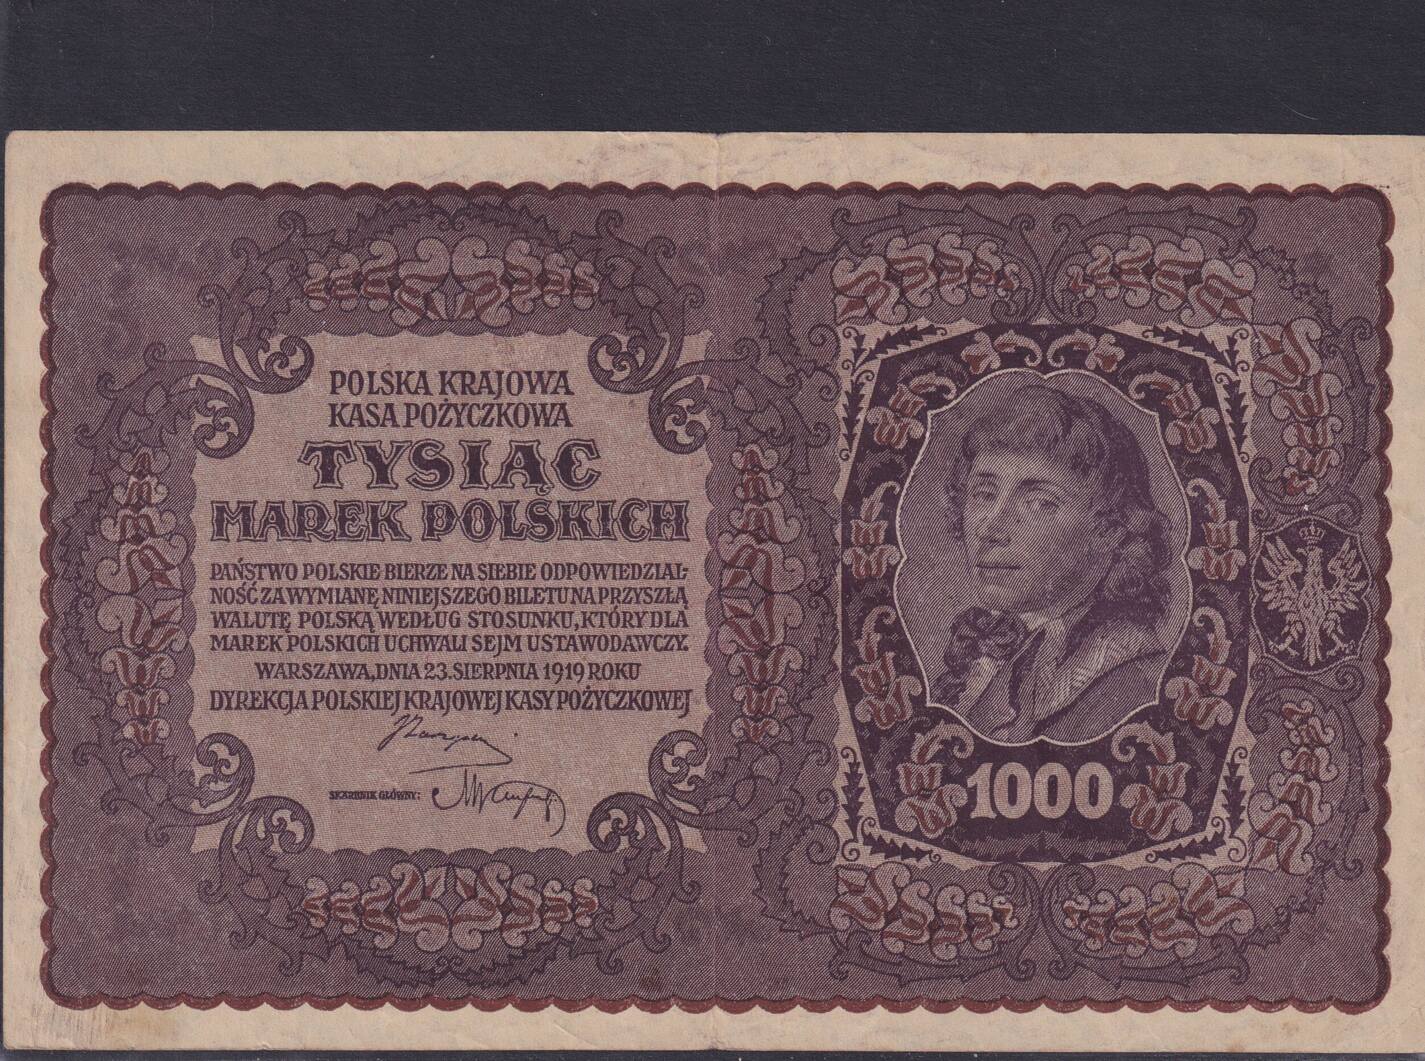 POLSKA KRAJOWA
KASA POŻYCZKOWA
TYSIĄC
MAREK POLSKICH
PAŃSTWO POLSKIE BIERZE NA SIEBIE ODPOWIEDZIAL-
NOŚĆ ZA WYMIANĘ NINIEJSZEGO BILETU NA PRZYSZŁĄ
WALUTĘ POLSKĄ WEDŁUG STOSUNKU, KTÓRY DLA
MAREK POLSKICH UCHWALI SEJM USTAWODAWCZY.
WARSZAWA, DNIA 23. SIERPNIA 1919 ROKU
DYREKCJA POLSKIEJ KRAJOWEJ KASY POŻYCZKOWEJ
SKARBNIK GŁÓWNY:
1000